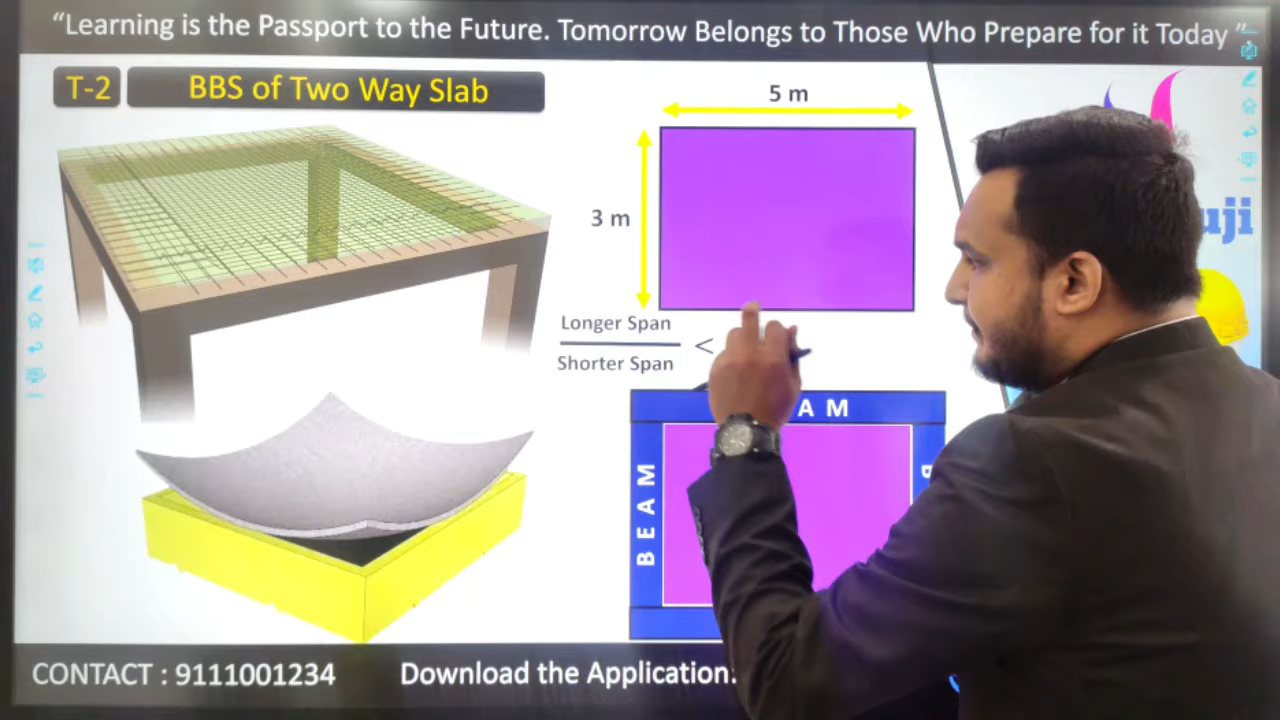 “Learning is the Passport to the Future. Tomorrow Belongs to Those Who Prepare for it Today ”
T-2
BBS of Two Way Slab
5 m
3 m
Longer Span
Shorter Span
<
uji
A M
BEAM
CONTACT : 9111001234
Download the Application: